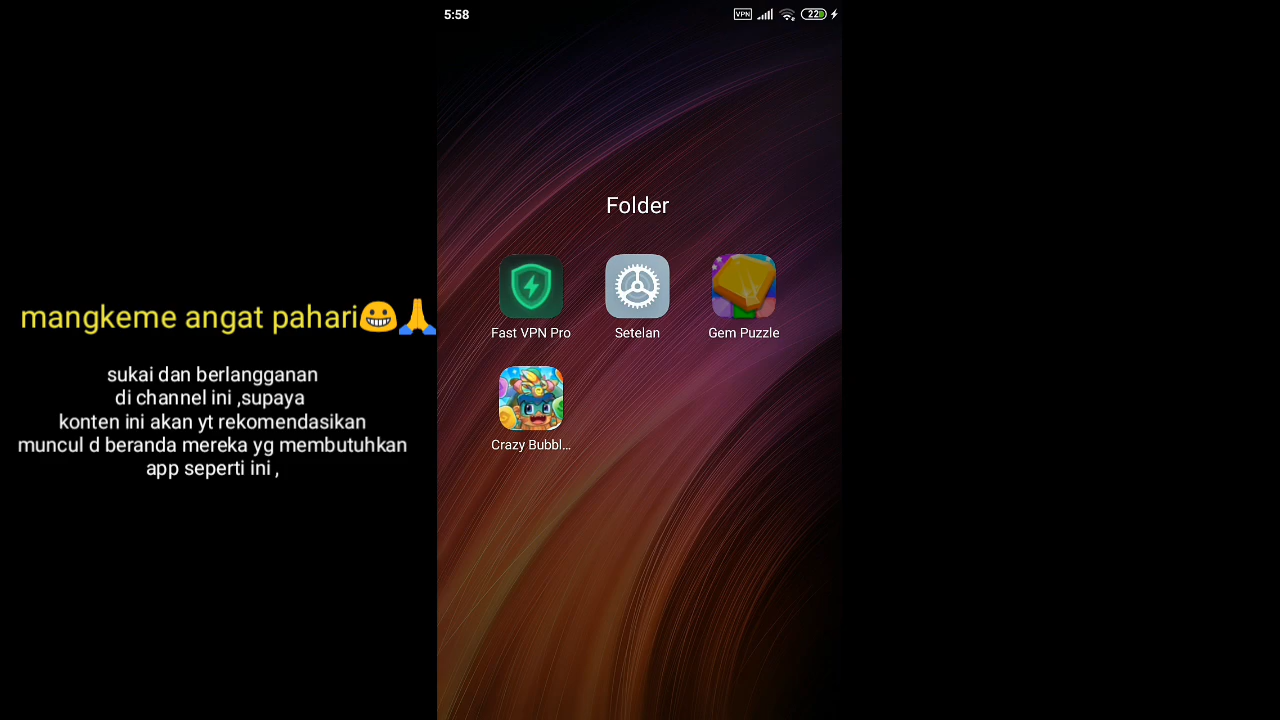 5:58
VPN
22
Folder
Fast VPN Pro
Setelan
Gem Puzzle
Crazy Bubbl...
mangkeme angat pahari😀🙏
sukai dan berlangganan
di channel ini ,supaya
konten ini akan yt rekomendasikan
muncul d beranda mereka yg membutuhkan
app seperti ini ,